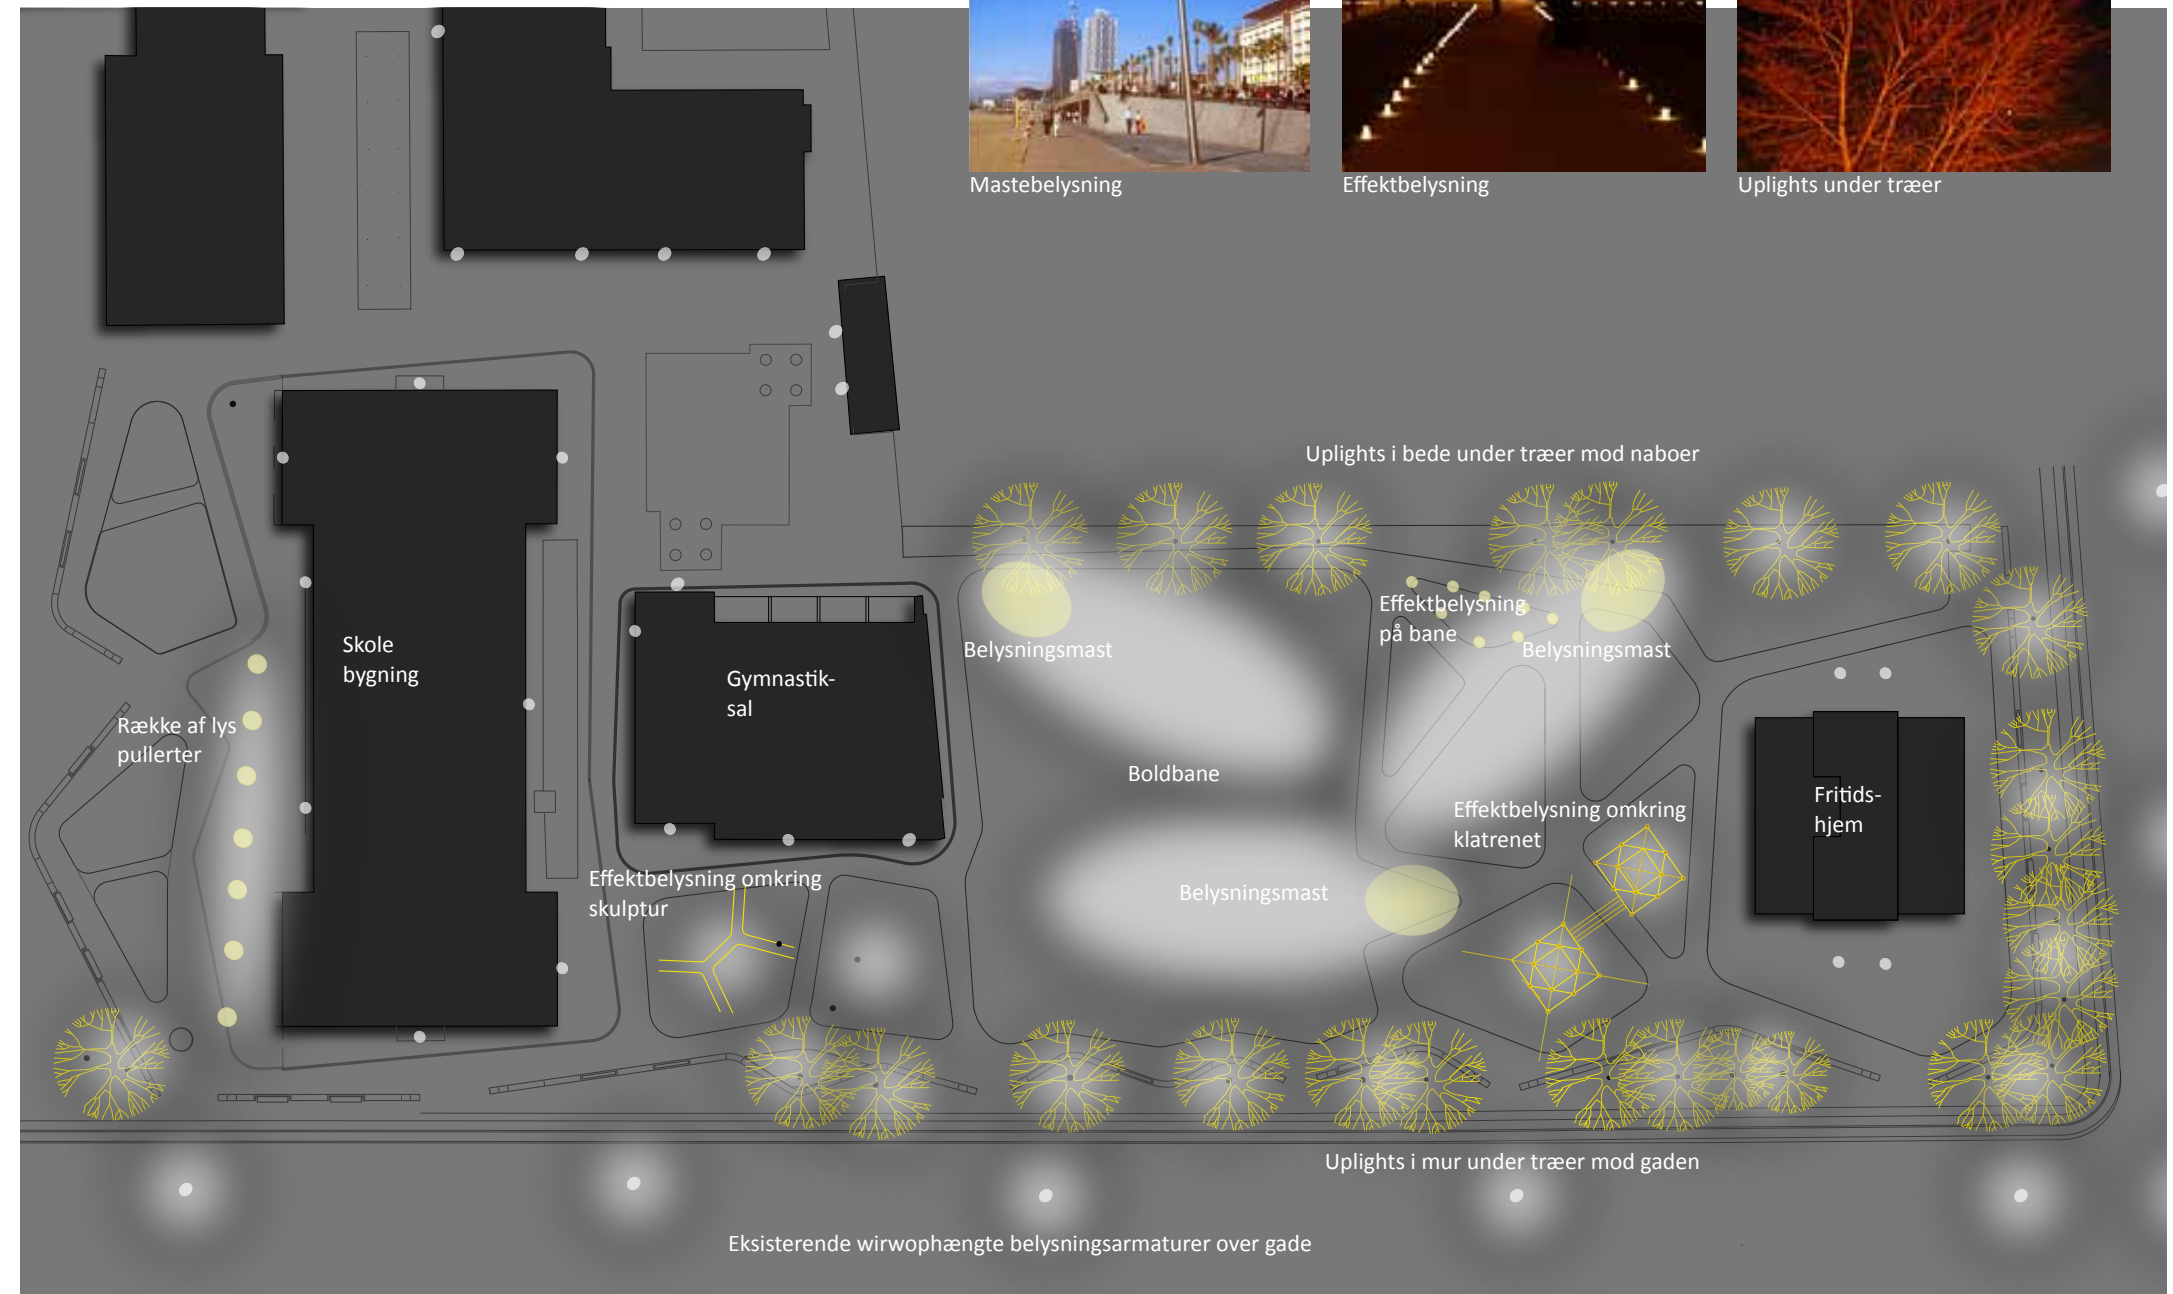 Mastebelysning
Effektbelysning
Uplights under træer
Uplights i bede under træer mod naboer
Effektbelysning
på bane
Belysningsmast
Belysningsmast
Skole
bygning
Gymnastik-
sal
Række af lys
pullerter
Boldbane
Effektbelysning omkring
klatrenet
Fritids-
hjem
Effektbelysning omkring
skulptur
Belysningsmast
Uplights i mur under træer mod gaden
Eksisterende wirwophængte belysningsarmaturer over gade